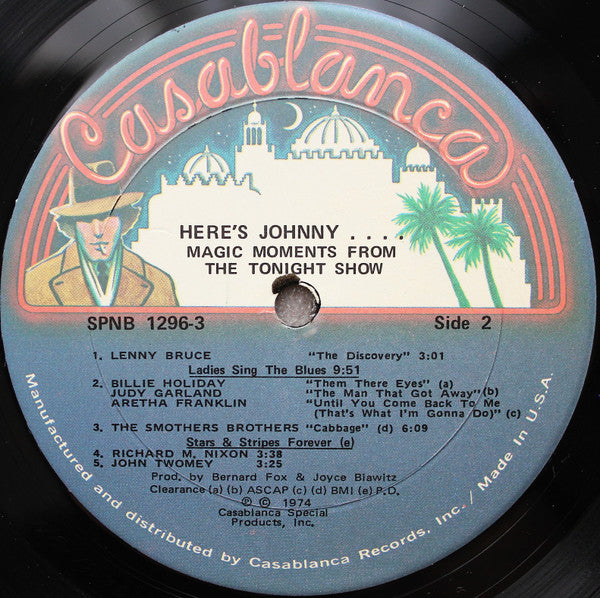 Casablanca
HERE'S JOHNNY . . . .
MAGIC MOMENTS FROM
THE TONIGHT SHOW
SPNB 1296-3 Side 2
1. LENNY BRUCE "The Discovery" 3:01
Ladies Sing The Blues 9:51
2. BILLIE HOLIDAY "Them There Eyes" (a)
JUDY GARLAND "The Man That Got Away" (b)
ARETHA FRANKLIN "Until You Come Back To Me
(That's What I'm Gonna Do)" (c)
3. THE SMOTHERS BROTHERS "Cabbage" (d) 6:09
Stars & Stripes Forever (e)
4. RICHARD M. NIXON 3:38
5. JOHN TWOMEY 3:25
Prod. by Bernard Fox & Joyce Biawitz
Clearance (a) (b) ASCAP (c) (d) BMI (e) P.D.
℗ © 1974
Casablanca Special
Products, Inc.
Manufactured and distributed by Casablanca Records, Inc. / Made In U.S.A.